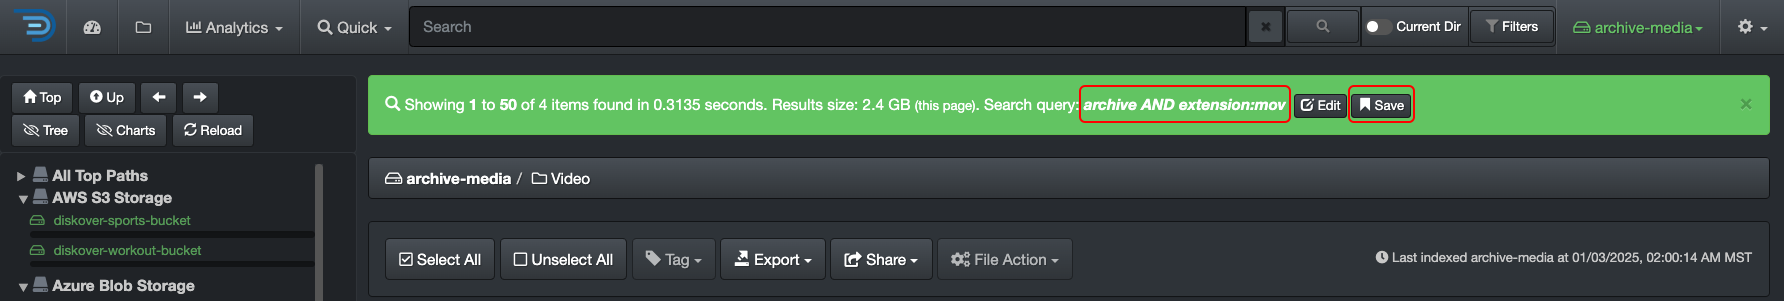 Analytics
Quick
Search
Current Dir
Filters
archive-media
Top
Up
Tree
Charts
Reload
Showing 1 to 50 of 4 items found in 0.3135 seconds. Results size: 2.4 GB (this page). Search query: archive AND extension:mov Edit Save
archive-media / Video
All Top Paths
AWS S3 Storage
diskover-sports-bucket
diskover-workout-bucket
Azure Blob Storage
Select All
Unselect All
Tag
Export
Share
File Action
Last indexed archive-media at 01/03/2025, 02:00:14 AM MST